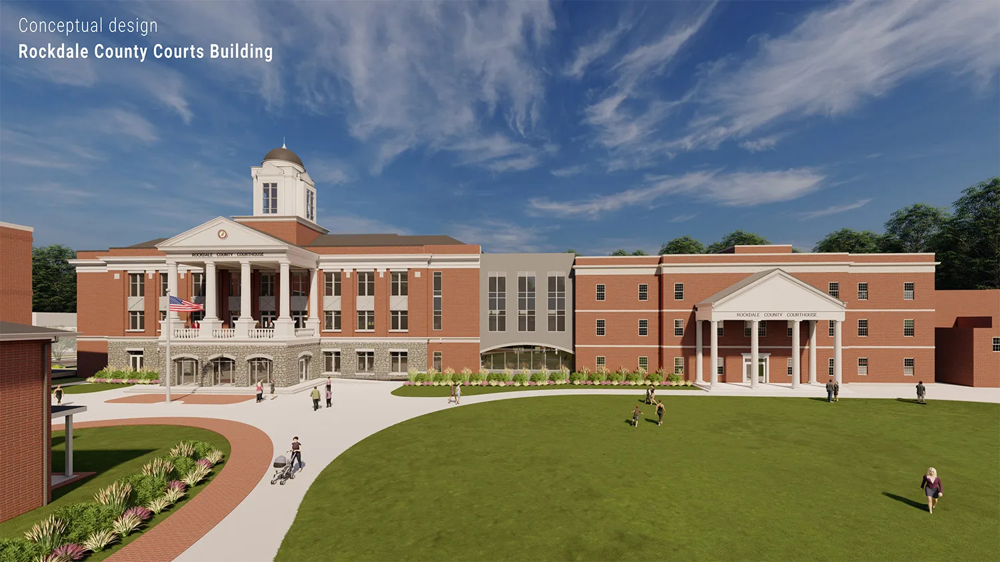 Conceptual design
Rockdale County Courts Building
ROCKDALE COUNTY COURTHOUSE
ROCKDALE COUNTY COURTHOUSE